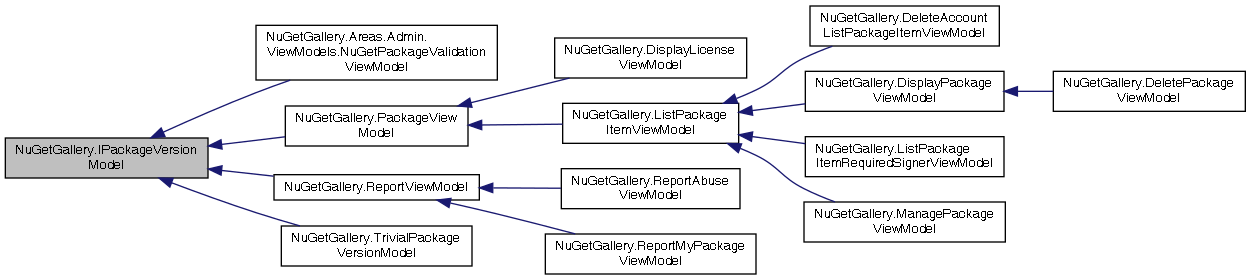 NuGetGallery.IPackageVersion
Model
NuGetGallery.Areas.Admin.
ViewModels.NuGetPackageValidation
ViewModel
NuGetGallery.PackageView
Model
NuGetGallery.ReportViewModel
NuGetGallery.TrivialPackage
VersionModel
NuGetGallery.DisplayLicense
ViewModel
NuGetGallery.ListPackage
ItemViewModel
NuGetGallery.ReportAbuse
ViewModel
NuGetGallery.ReportMyPackage
ViewModel
NuGetGallery.DeleteAccount
ListPackageItemViewModel
NuGetGallery.DisplayPackage
ViewModel
NuGetGallery.ListPackage
ItemRequiredSignerViewModel
NuGetGallery.ManagePackage
ViewModel
NuGetGallery.DeletePackage
ViewModel